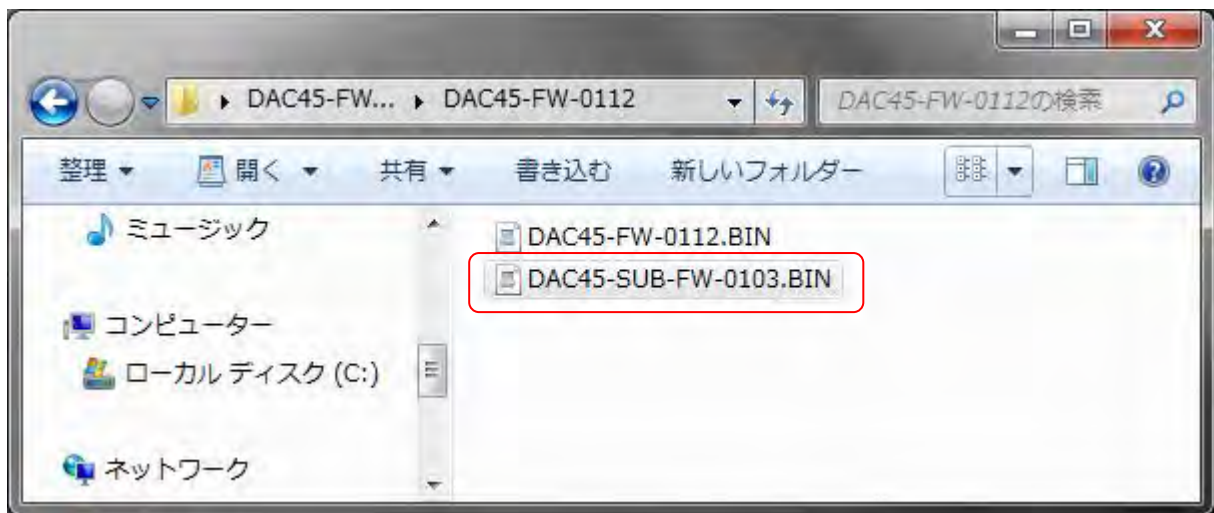 DAC45-FW... DAC45-FW-0112 DAC45-FW-0112の検索
整理 開く 共有 書き込む 新しいフォルダー
ミュージック
コンピューター
ローカル ディスク (C:)
ネットワーク
DAC45-FW-0112.BIN
DAC45-SUB-FW-0103.BIN